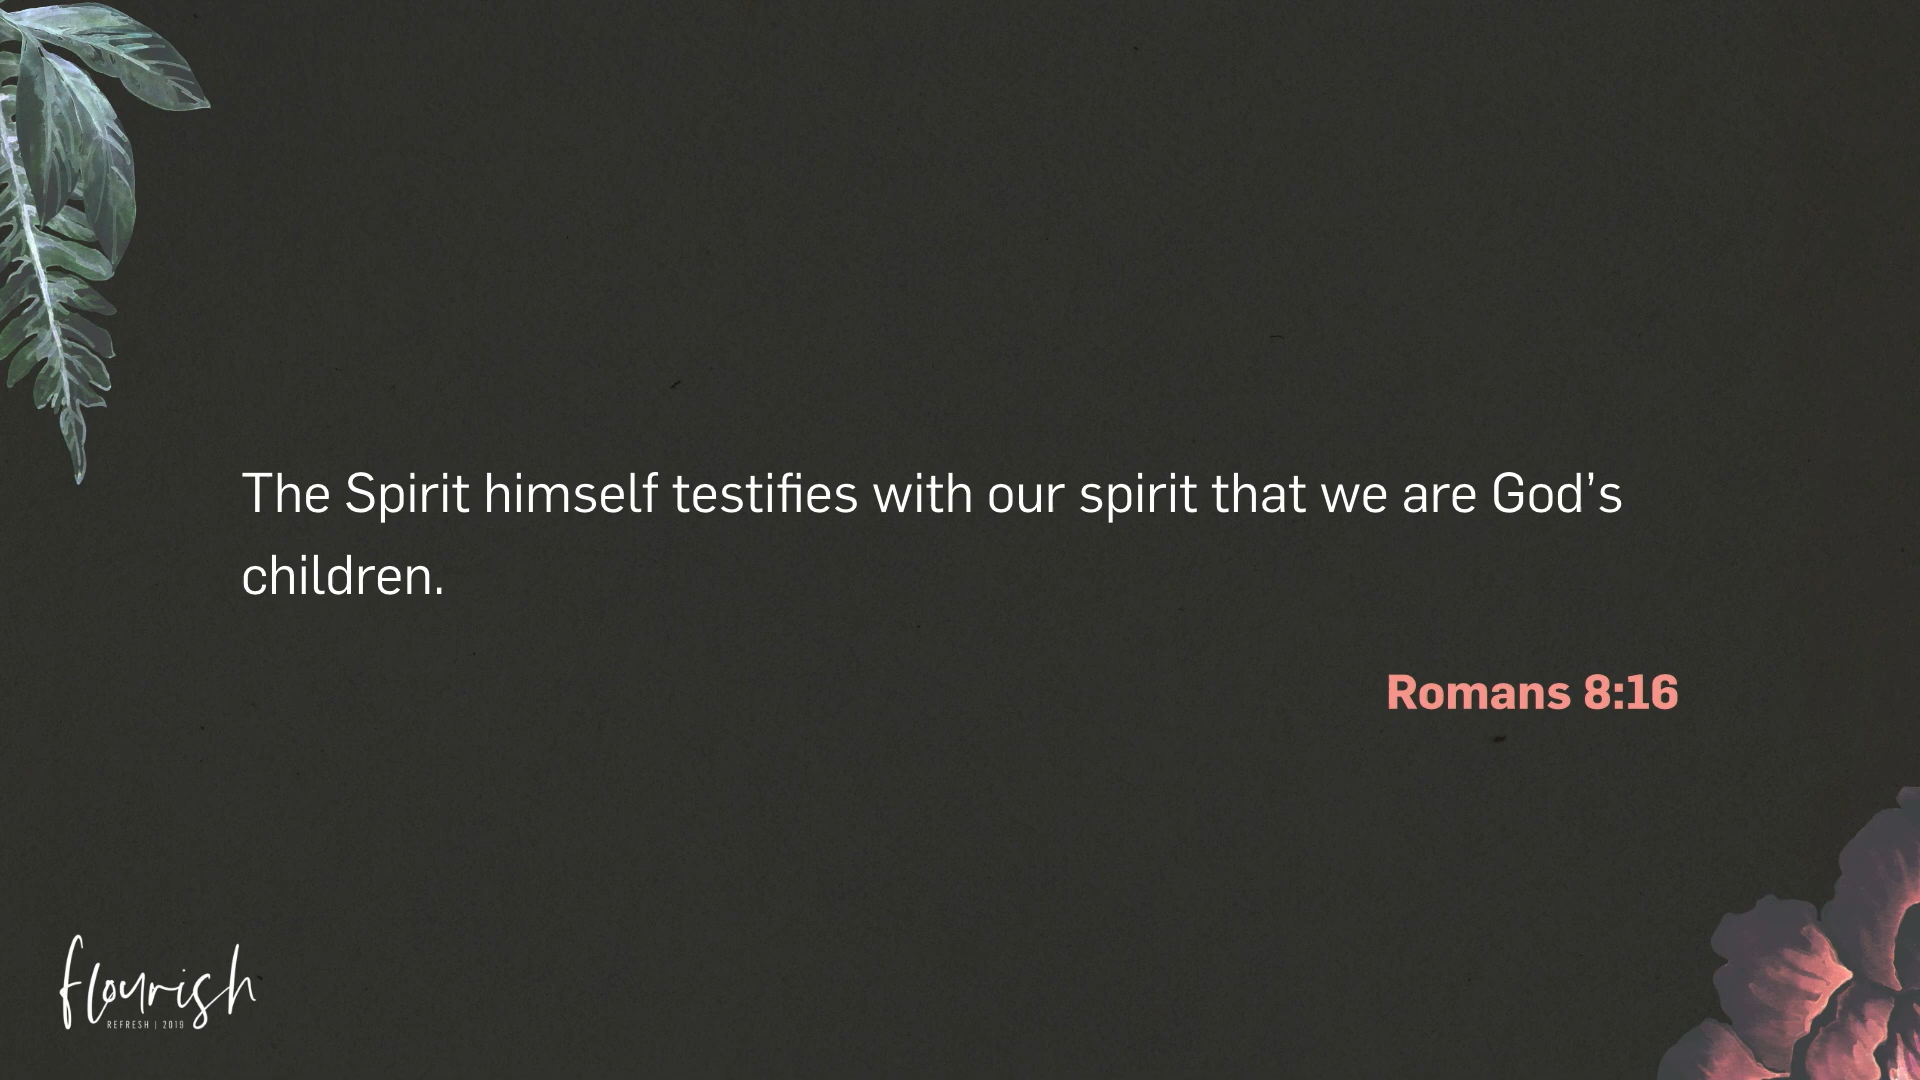 The Spirit himself testifies with our spirit that we are God’s
children.
Romans 8:16
flourish
REFRESH | 2019